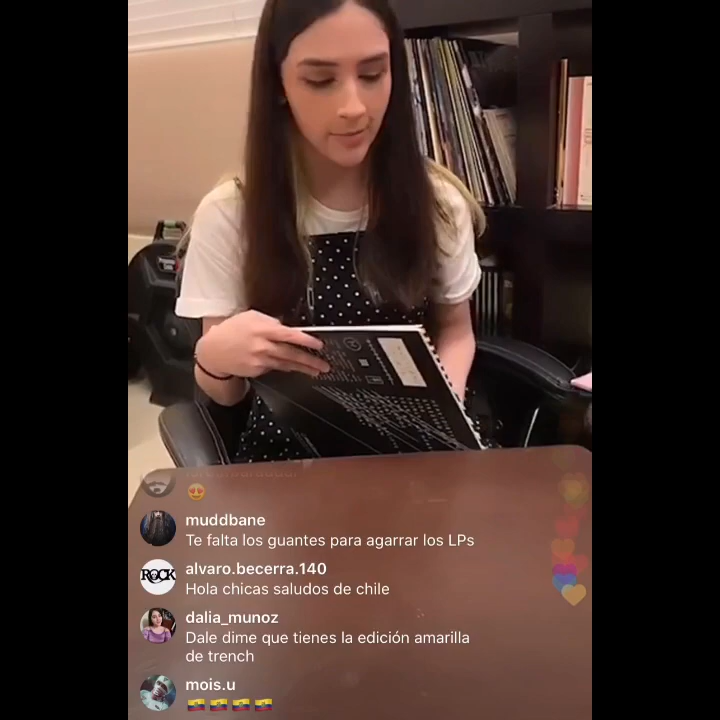 muddbane
Te falta los guantes para agarrar los LPs
ROCK
alvaro.becerra.140
Hola chicas saludos de chile
dalia_munoz
Dale dime que tienes la edición amarilla
de trench
mois.u